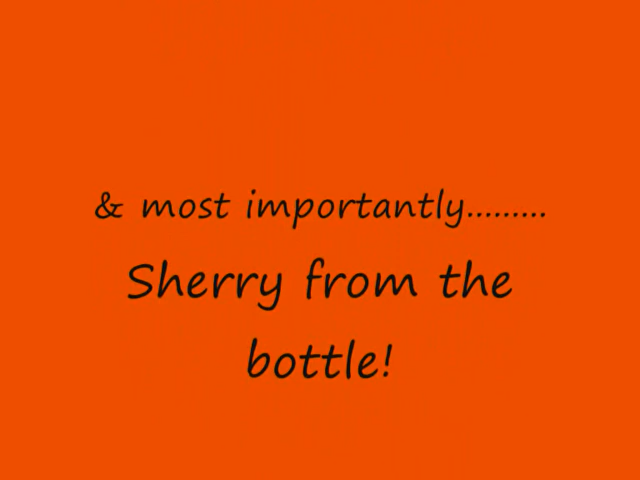 & most importantly.........
Sherry from the
bottle!